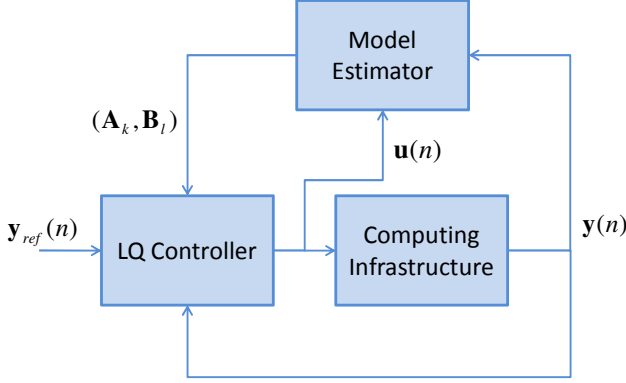 Model
Estimator
(A_k, B_l)
u(n)
y_ref(n)
LQ Controller
Computing
Infrastructure
y(n)